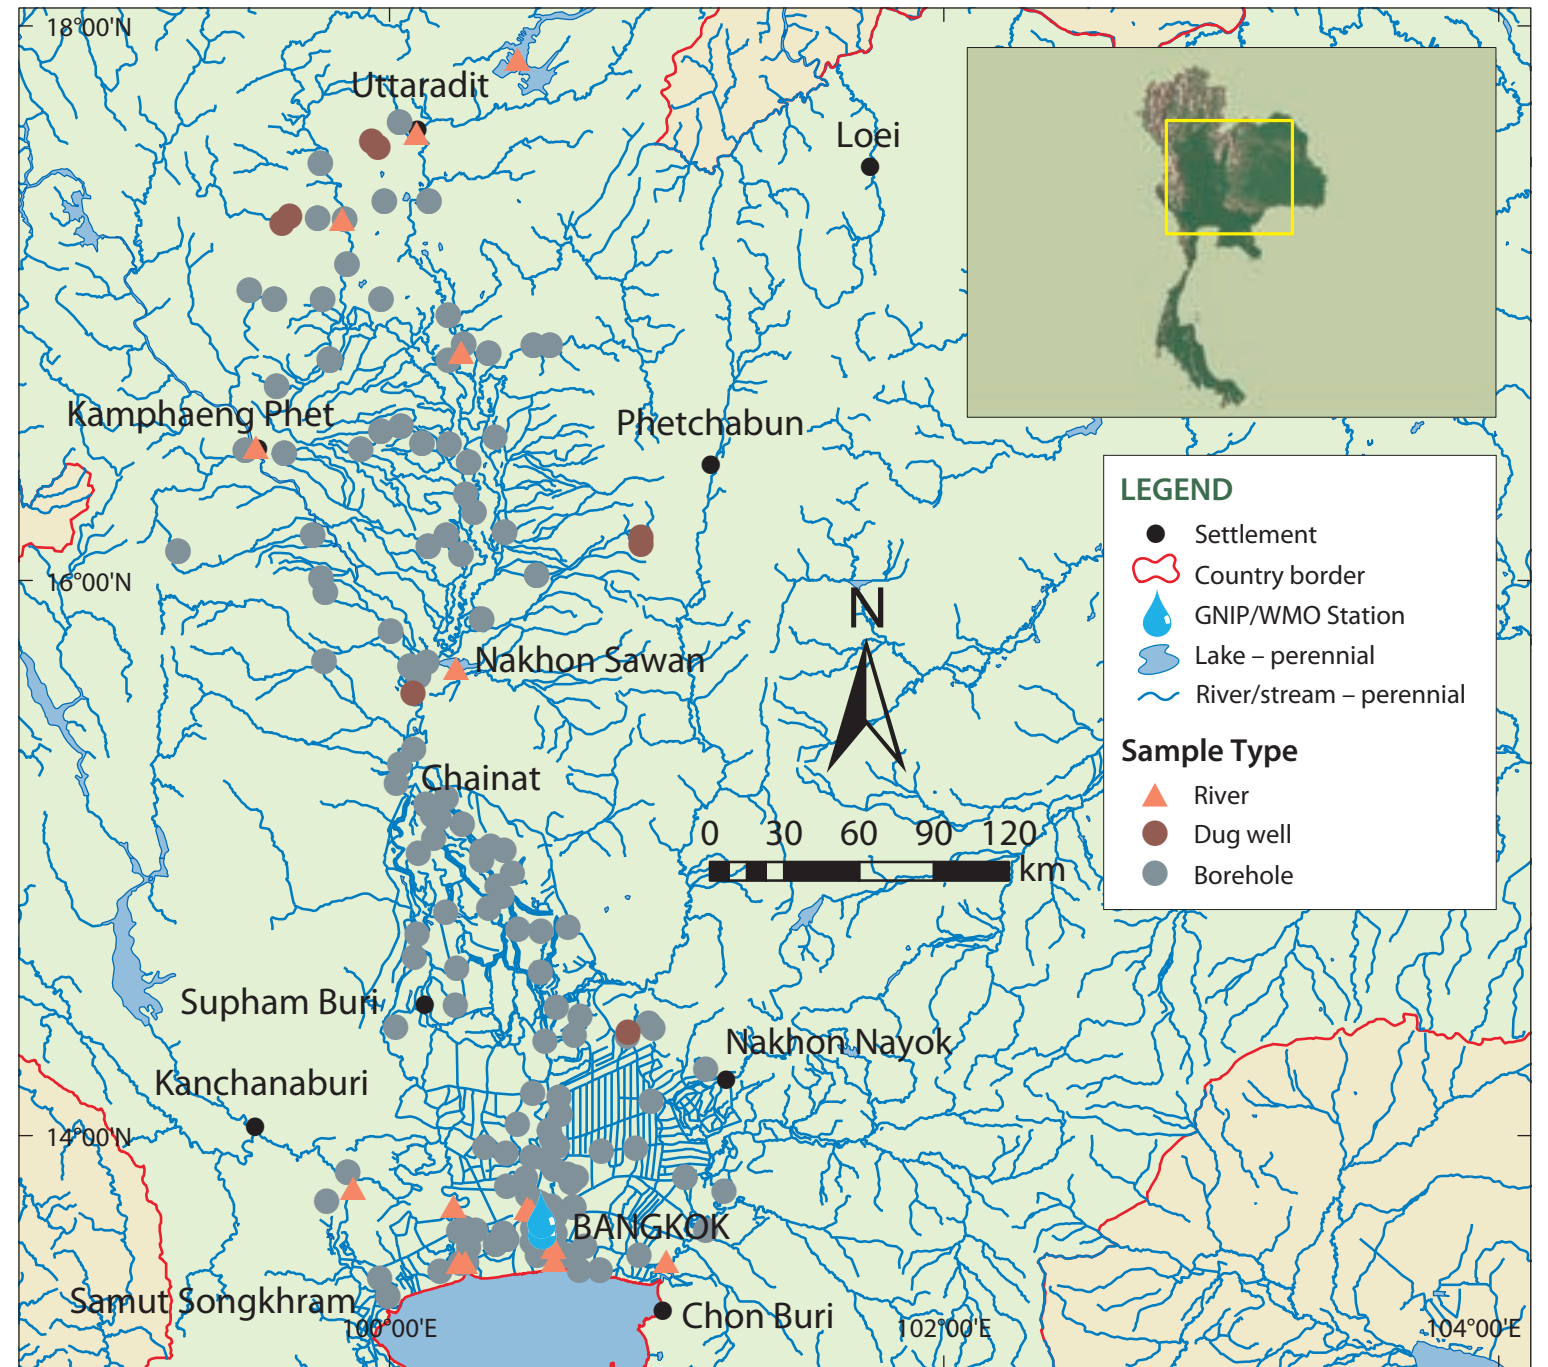 18°00'N
Uttaradit
Loei
Kamphaeng Phet
Phetchabun
LEGEND
Settlement
Country border
16°00'N
N
GNIP/WMO Station
Nakhon Sawan
Lake – perennial
River/stream – perennial
Sample Type
Chainat
River
0 30 60 90 120
Dug well
km
Borehole
Supham Buri
Nakhon Nayok
Kanchanaburi
14°00'N
BANGKOK
Samut Songkhram
Chon Buri
100°00'E
102°00'E
104°00'E